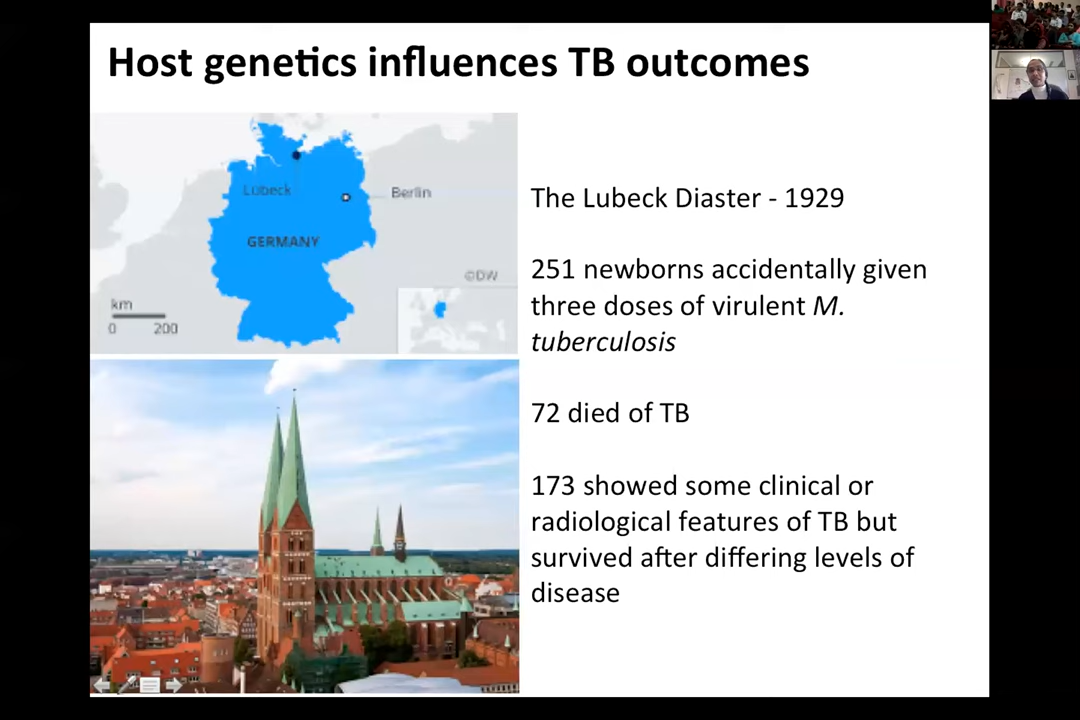 Host genetics influences TB outcomes
Lübeck
Berlin
GERMANY
©DW
km
0 200
The Lubeck Diaster - 1929
251 newborns accidentally given
three doses of virulent M.
tuberculosis
72 died of TB
173 showed some clinical or
radiological features of TB but
survived after differing levels of
disease